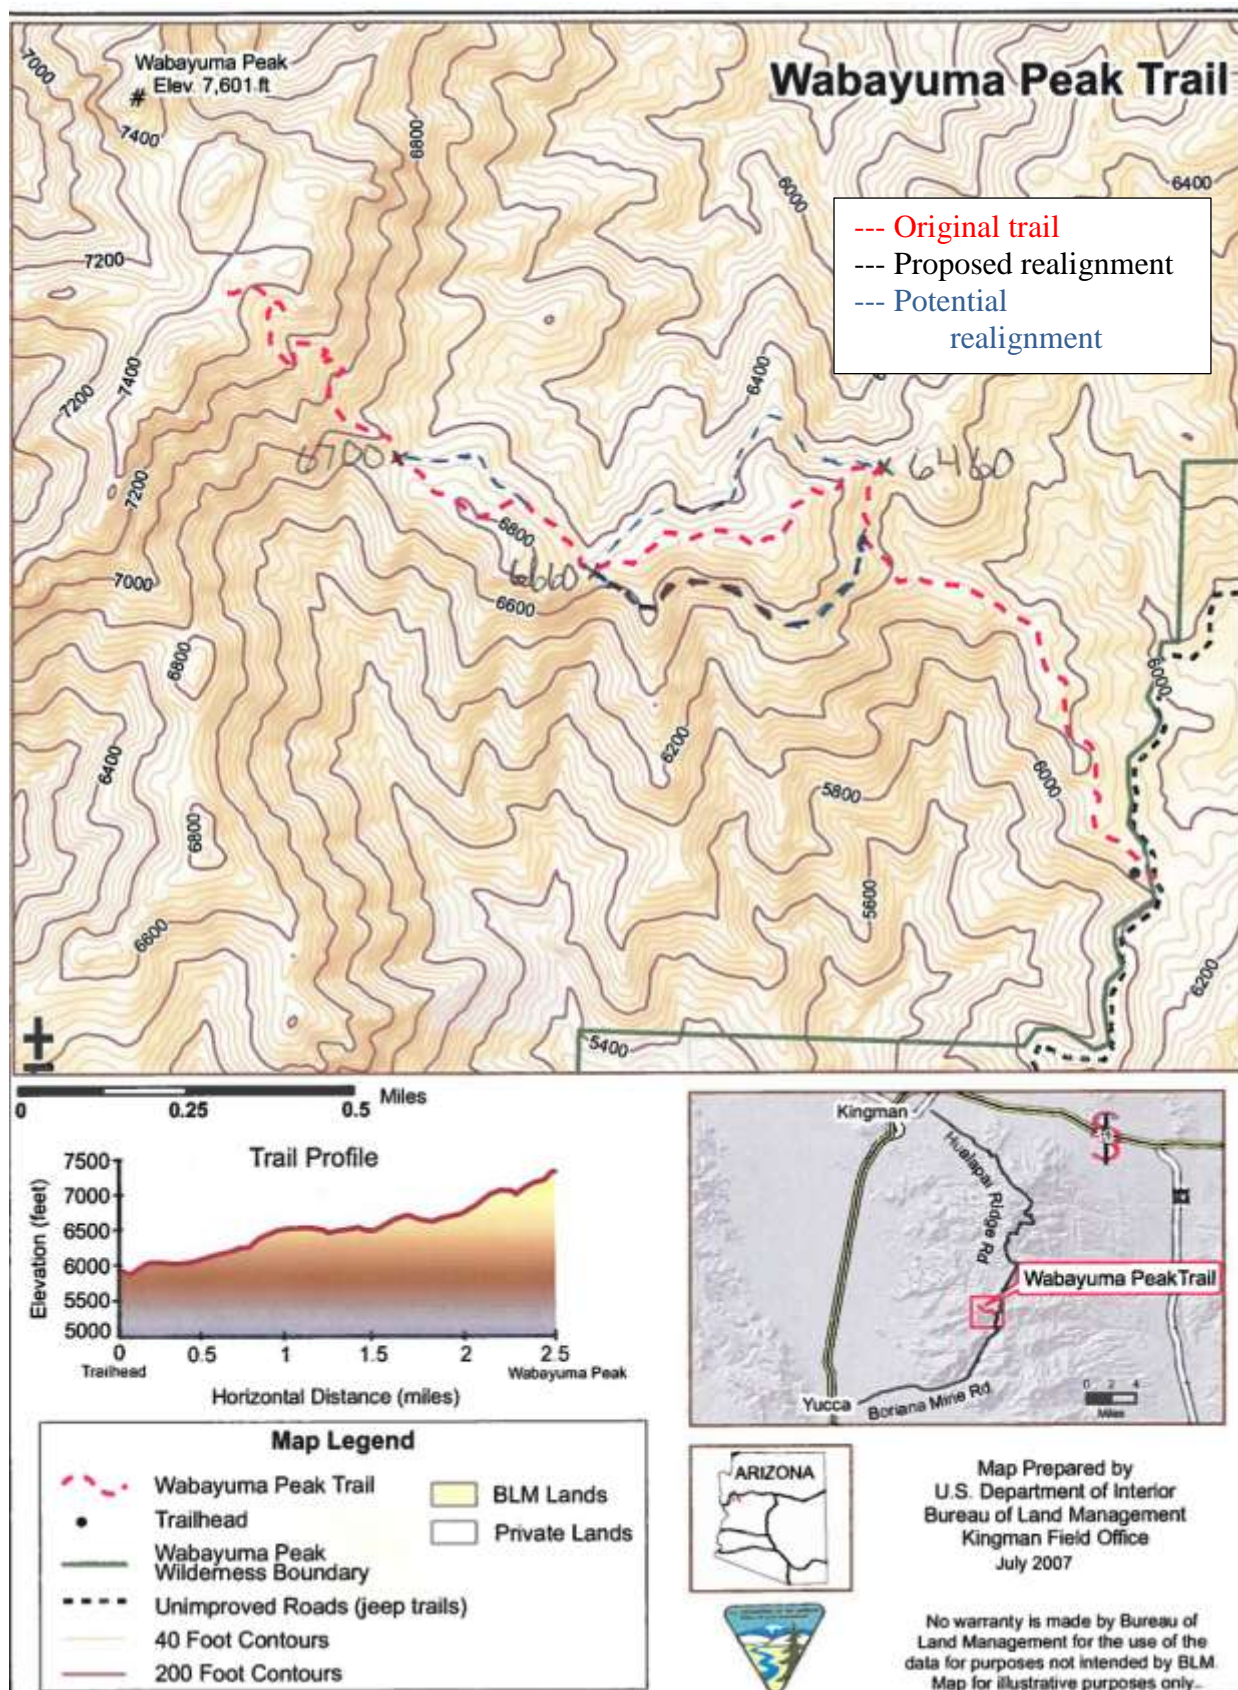 Wabayuma Peak
Elev. 7,601 ft
Wabayuma Peak Trail
7000
7400
6800
6000
6400
7200
--- Original trail
--- Proposed realignment
--- Potential
realignment
7400
7200
6400
6700
6460
7200
6800
7000
6660
6600
6800
6000
6200
6400
6000
5800
6800
5600
6600
6200
5400
0 0.25 0.5 Miles
Trail Profile
Elevation (feet)
7500
7000
6500
6000
5500
5000
0 0.5 1 1.5 2 2.5
Trailhead Wabayuma Peak
Horizontal Distance (miles)
Kingman
Hualapai Ridge Rd
Wabayuma PeakTrail
Yucca
Boriana Mine Rd
0 2 4
Miles
Map Legend
Wabayuma Peak Trail
Trailhead
Wabayuma Peak
Wilderness Boundary
Unimproved Roads (jeep trails)
40 Foot Contours
200 Foot Contours
BLM Lands
Private Lands
ARIZONA
Map Prepared by
U.S. Department of Interior
Bureau of Land Management
Kingman Field Office
July 2007
No warranty is made by Bureau of
Land Management for the use of the
data for purposes not intended by BLM.
Map for illustrative purposes only.